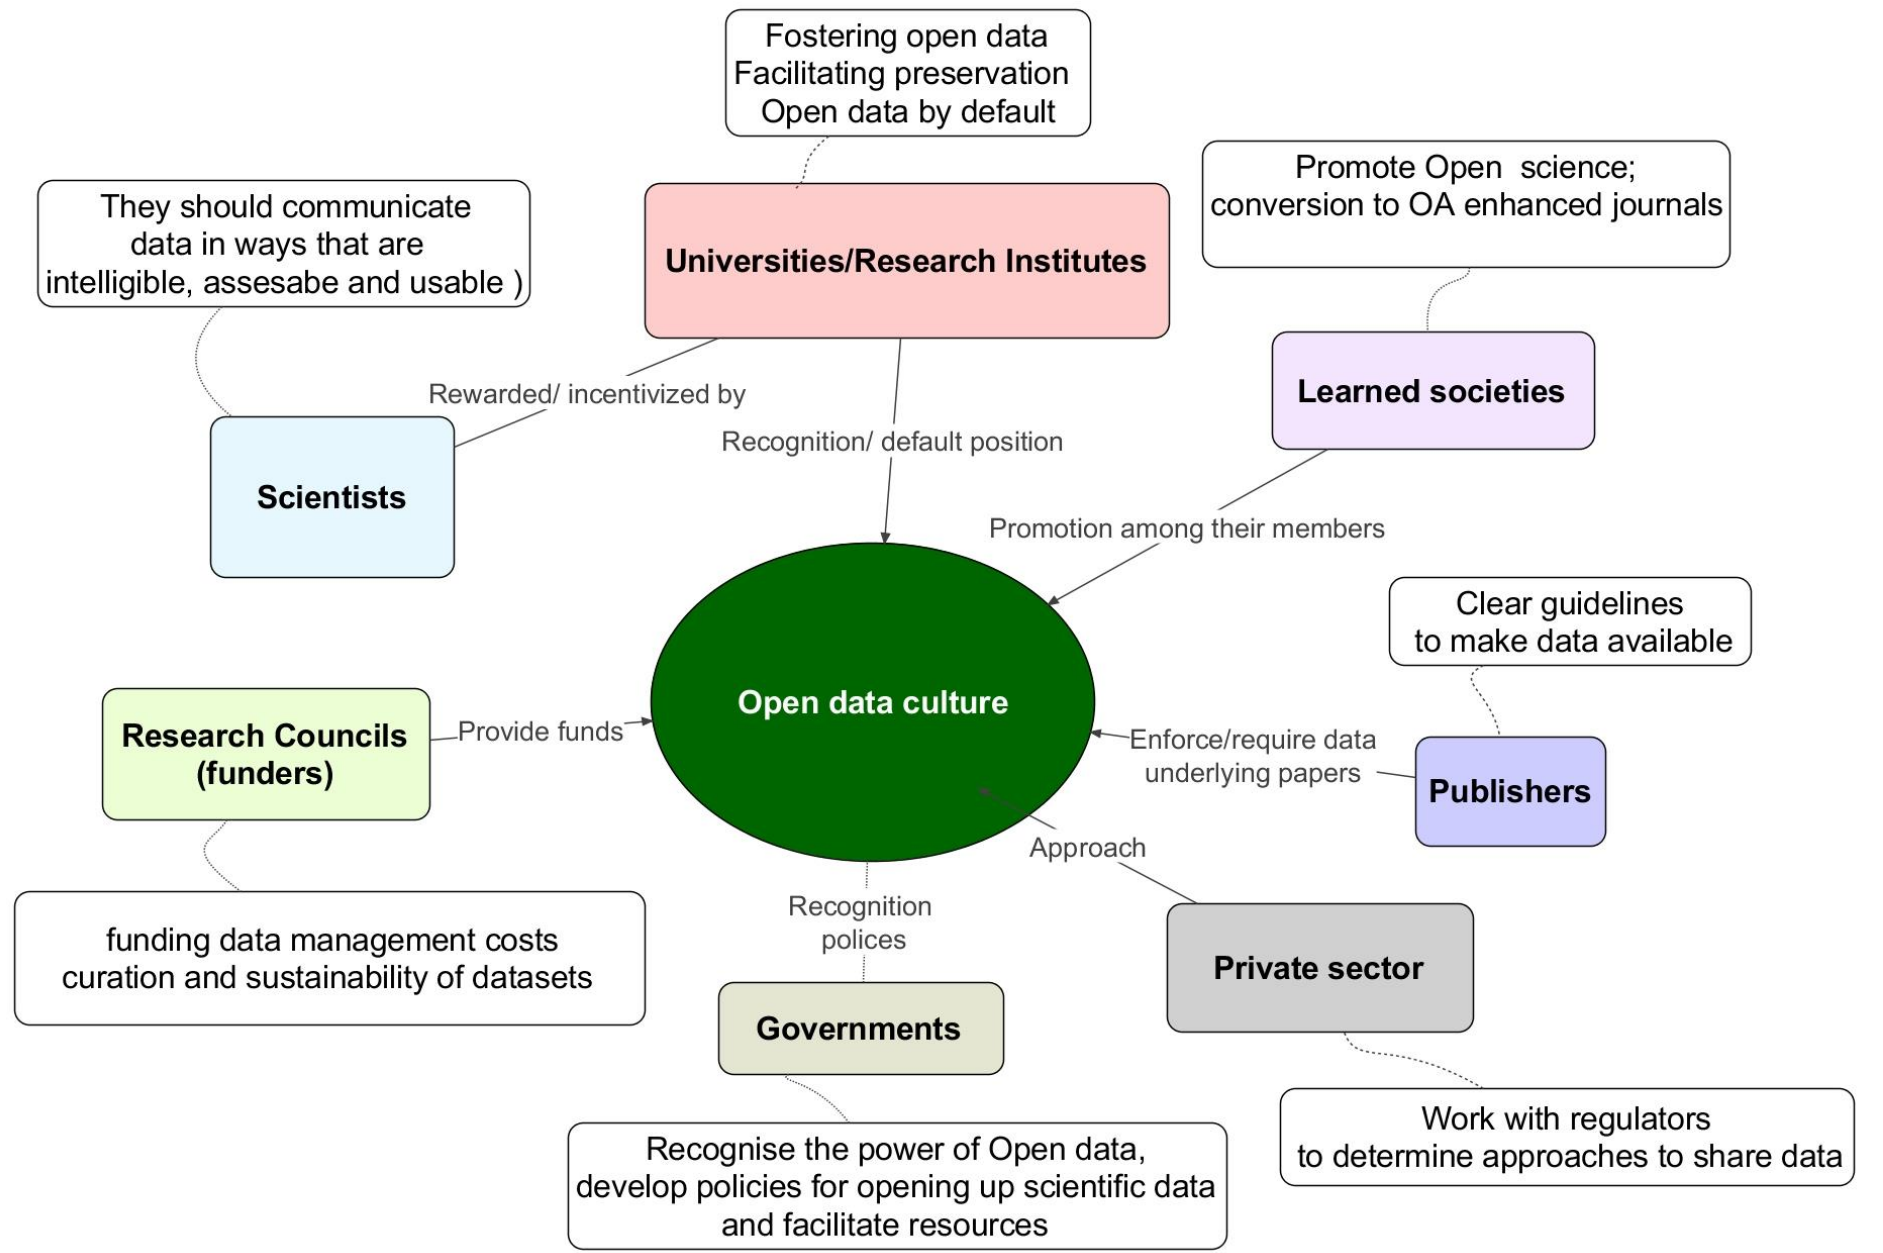 Fostering open data
Facilitating preservation
Open data by default
Promote Open  science;
conversion to OA enhanced journals
They should communicate
data in ways that are
intelligible, assesabe and usable )
Universities/Research Institutes
Learned societies
Rewarded/ incentivized by
Recognition/ default position
Scientists
Promotion among their members
Clear guidelines
to make data available
Open data culture
Research Councils
(funders)
Provide funds
Enforce/require data
underlying papers
Publishers
Approach
Recognition
polices
funding data management costs
curation and sustainability of datasets
Private sector
Governments
Work with regulators
to determine approaches to share data
Recognise the power of Open data,
develop policies for opening up scientific data
and facilitate resources